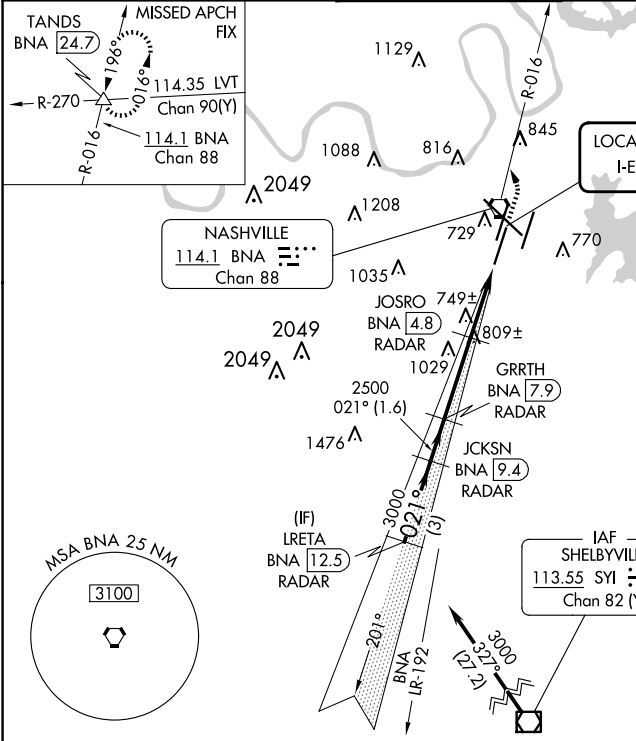 TANDS
BNA 24.7
MISSED APCH
FIX
196°
016°
114.35 LVT
Chan 90(Y)
R-270
114.1 BNA
Chan 88
R-016
1129
R-016
845
LOCA
I-E
1088
816
2049
1208
729
770
NASHVILLE
114.1 BNA
Chan 88
1035
JOSRO
BNA 4.8
RADAR
749±
809±
2049
2049
1029
GRRTH
BNA 7.9
RADAR
2500
021° (1.6)
1476
JCKSN
BNA 9.4
RADAR
3000
021°
(3)
(IF)
LRETA
BNA 12.5
RADAR
IAF
SHELBYVILL
113.55 SYI
Chan 82 (Y
MSA BNA 25 NM
3100
201°
BNA
LR-192
3000
327°
(27.2)